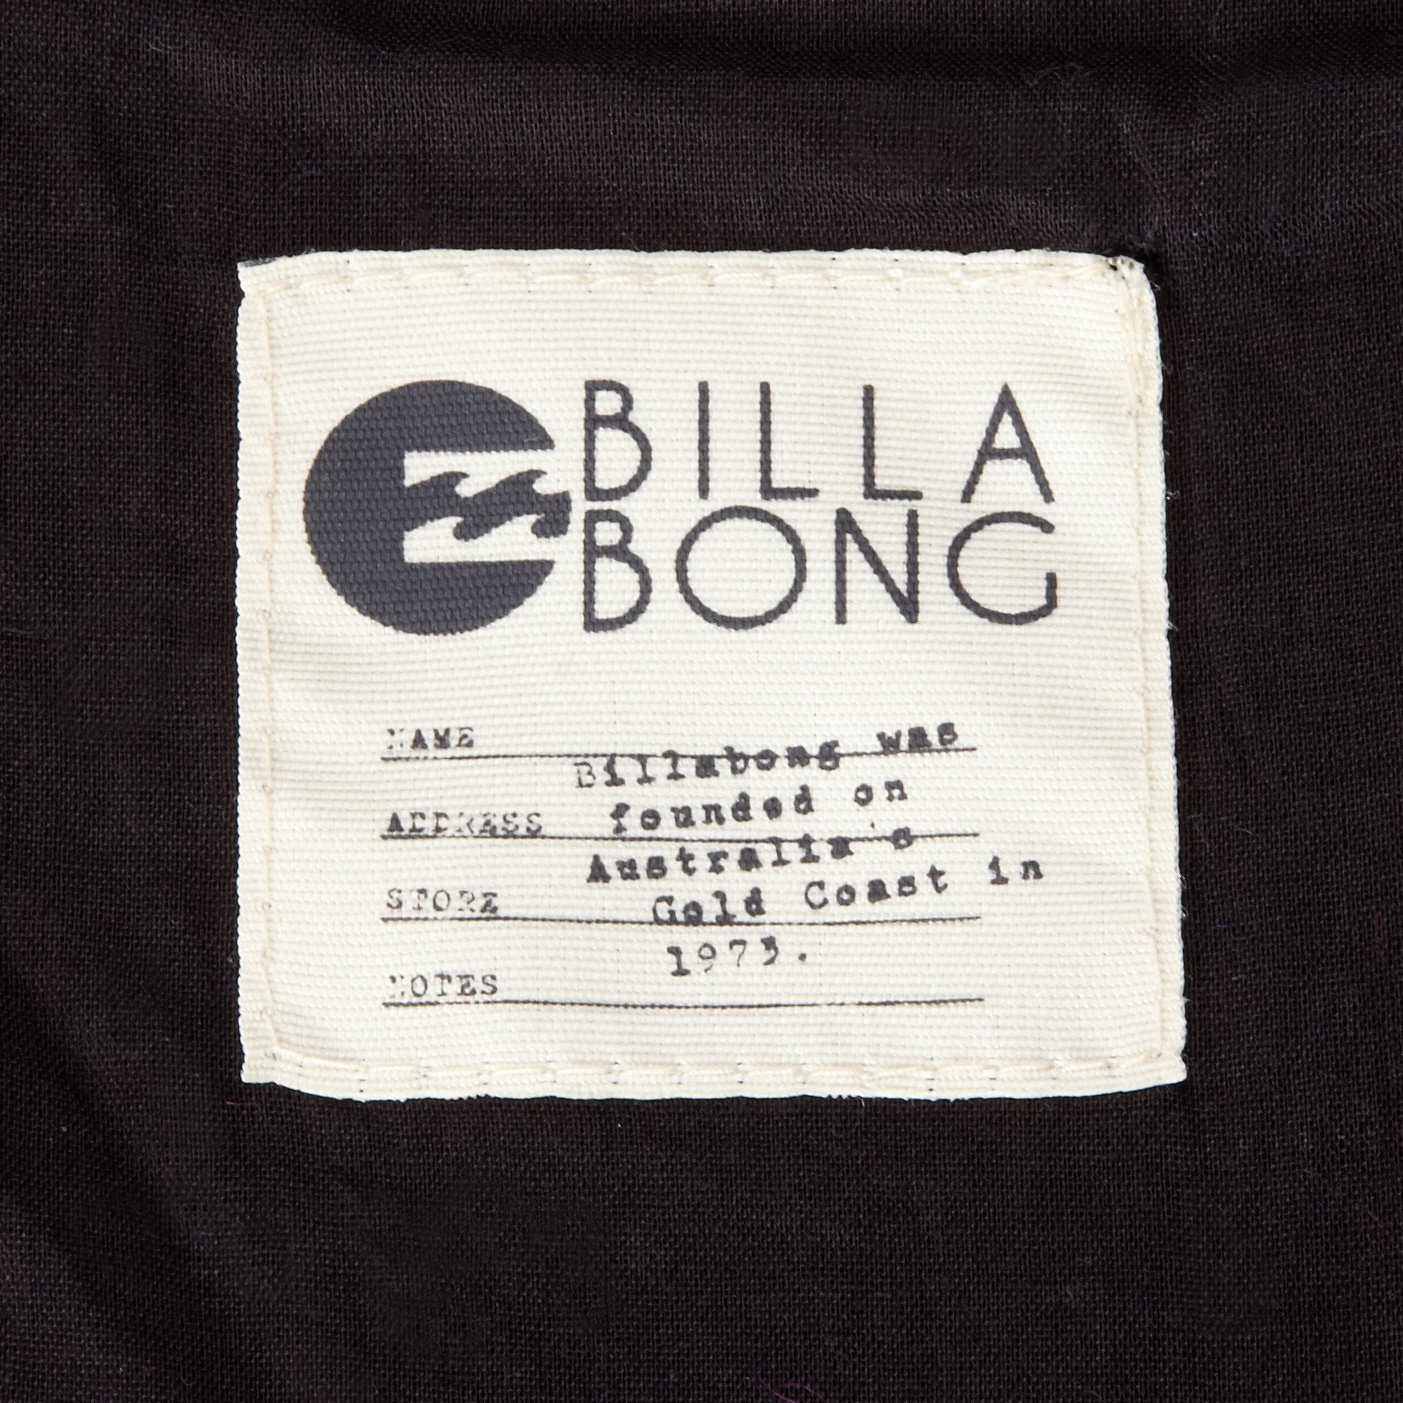 BILLA
BONG
NAME
Billabong was
founded on
ADDRESS
Australia's
STORE
Gold Coast in
1973.
NOTES